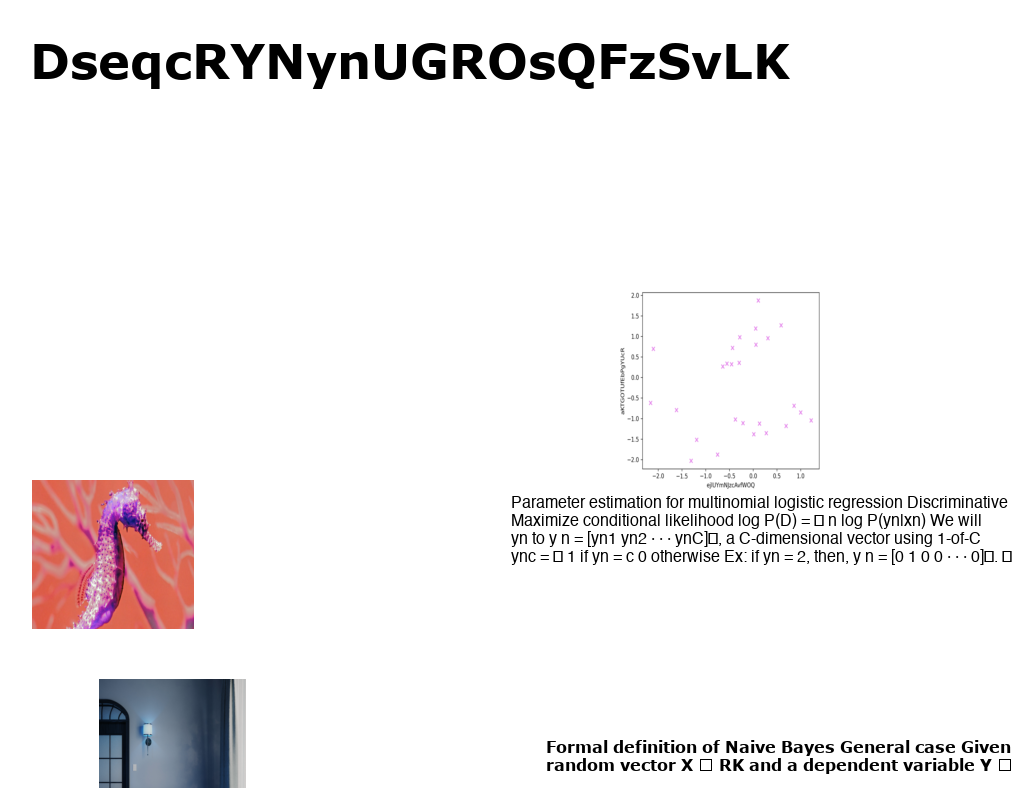 DseqcRYNynUGROsQFzSvLK
2.0
1.5
1.0
0.5
0.0
−0.5
−1.0
−1.5
−2.0
−2.0 −1.5 −1.0 −0.5 0.0 0.5 1.0
Parameter estimation for multinomial logistic regression Discriminative
Maximize conditional likelihood log P(D) = □ n log P(yn|xn) We will
yn to y n = [yn1 yn2 · · · ynC]□, a C-dimensional vector using 1-of-C
ync = □ 1 if yn = c 0 otherwise Ex: if yn = 2, then, y n = [0 1 0 0 · · · 0]□. □
Formal definition of Naive Bayes General case Given
random vector X □ RK and a dependent variable Y □